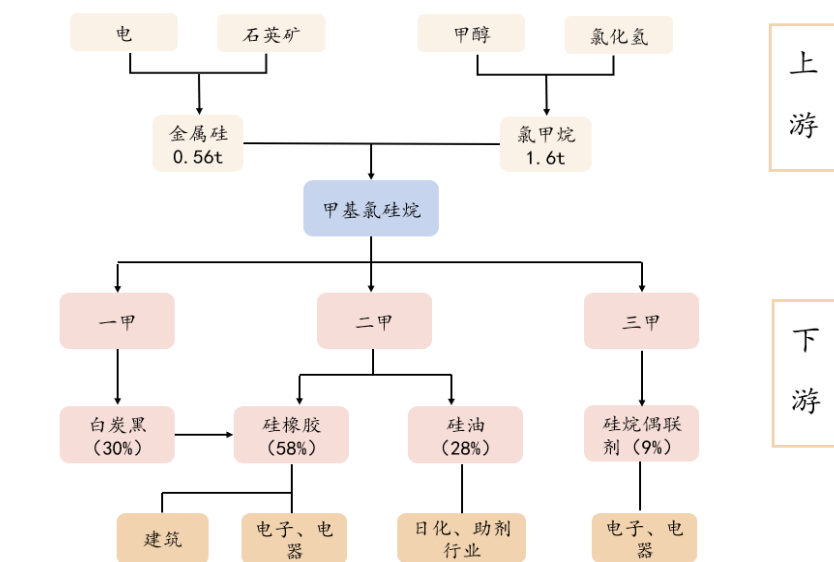 电
石英矿
甲醇
氯化氢
上
游
金属硅
0.56t
氯甲烷
1.6t
甲基氯硅烷
一甲
二甲
三甲
下
游
白炭黑
（30%）
硅橡胶
（58%）
硅油
（28%）
硅烷偶联
剂（9%）
建筑
电子、电
器
日化、助剂
行业
电子、电
器